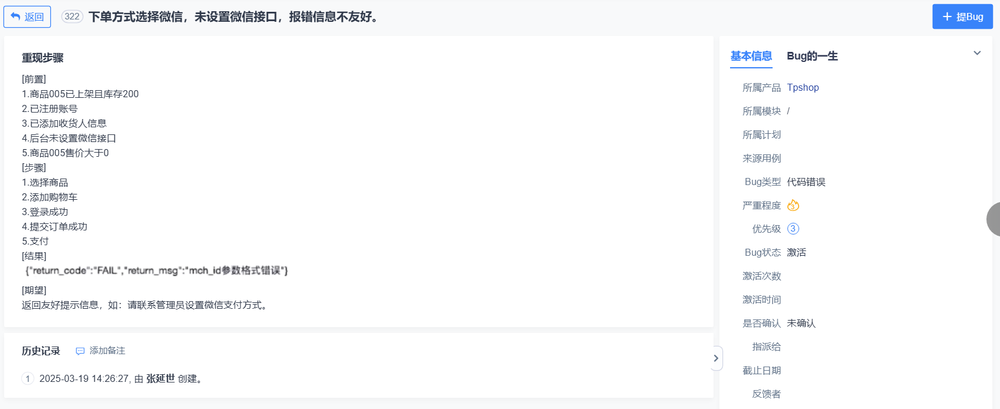 返回
322 下单方式选择微信，未设置微信接口，报错信息不友好。
提Bug
重现步骤
[前置]
1.商品005已上架且库存200
2.已注册账号
3.已添加收货人信息
4.后台未设置微信接口
5.商品005售价大于0
[步骤]
1.选择商品
2.添加购物车
3.登录成功
4.提交订单成功
5.支付
[结果]
{"return_code":"FAIL","return_msg":"mch_id参数格式错误"}
[期望]
返回友好提示信息，如：请联系管理员设置微信支付方式。
历史记录 添加备注
1 2025-03-19 14:26:27, 由 张延世 创建。
基本信息 Bug的一生
所属产品 Tpshop
所属模块 /
所属计划
来源用例
Bug类型 代码错误
严重程度 3
优先级 3
Bug状态 激活
激活次数
激活时间
是否确认 未确认
指派给
截止日期
反馈者